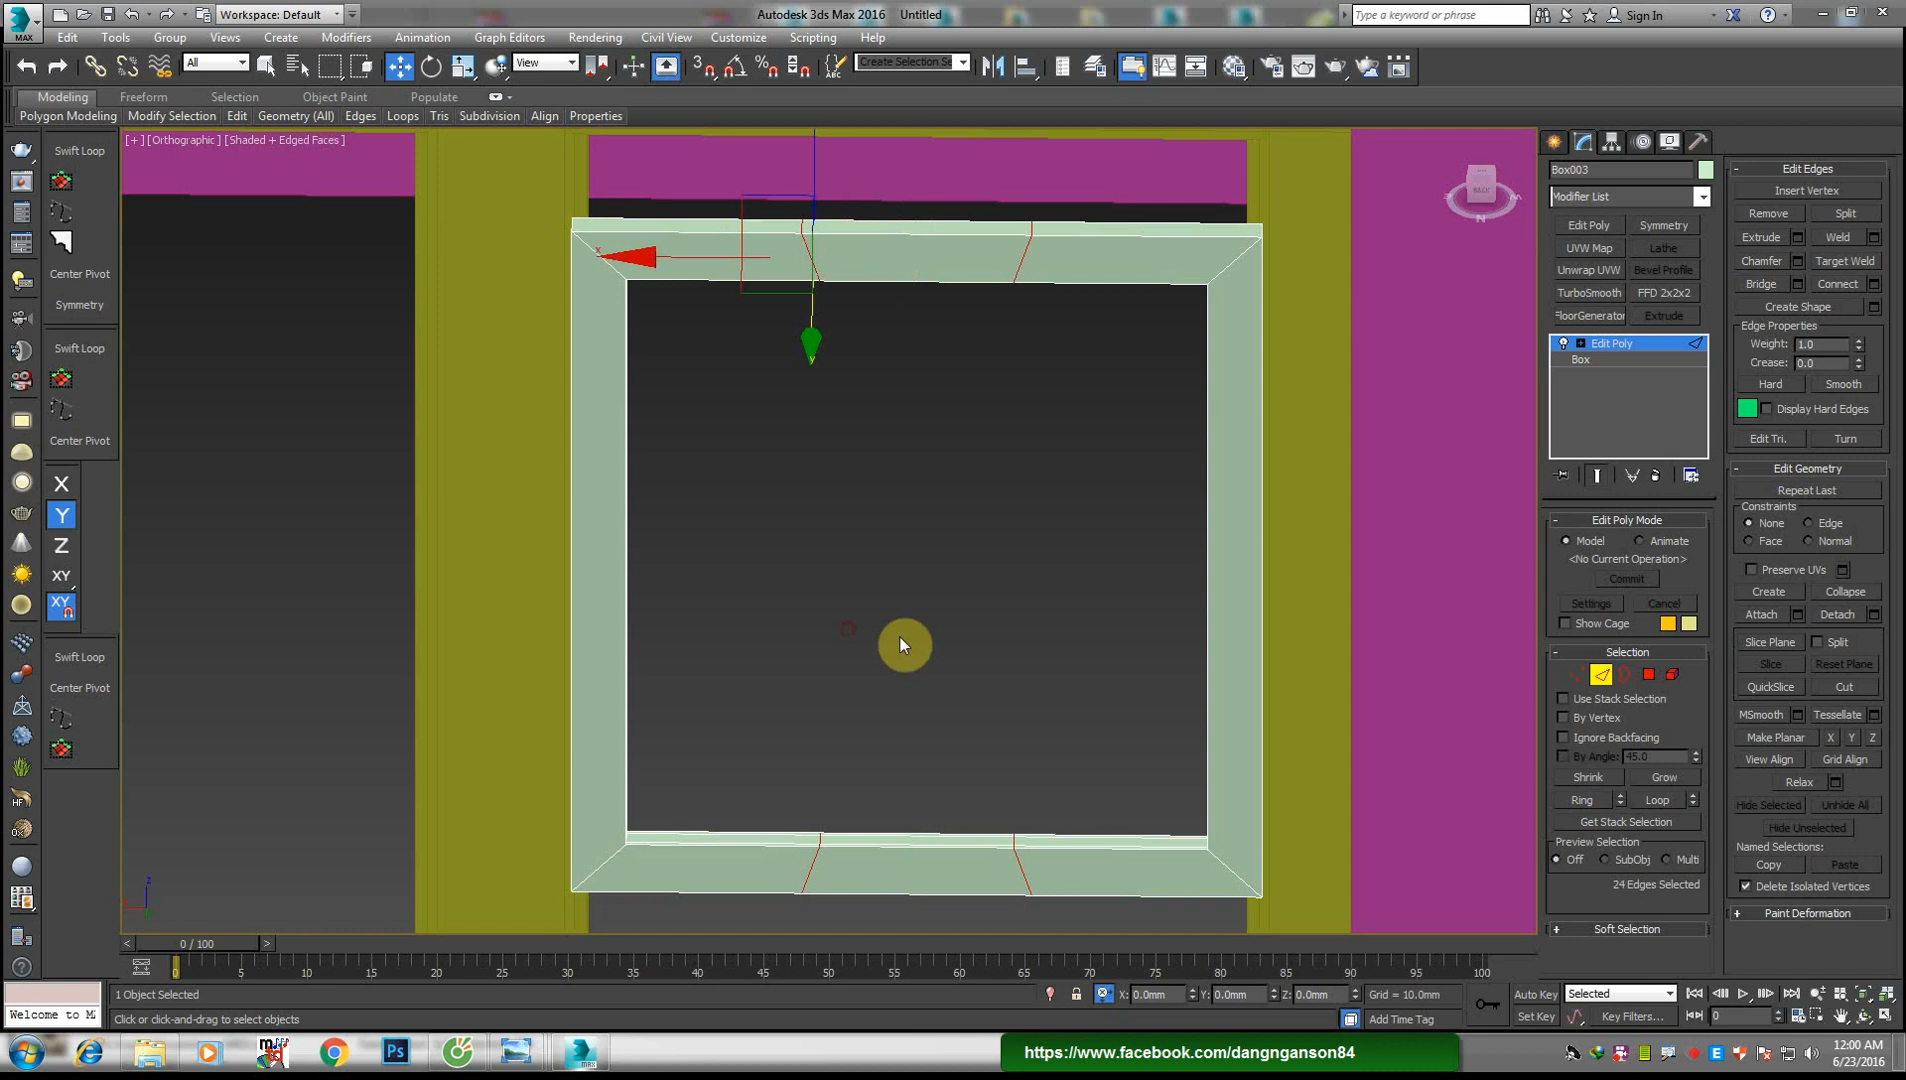 MAX
Workspace: Default
Autodesk 3ds Max 2016 Untitled
Type a keyword or phrase
Sign In
Edit Tools Group Views Create Modifiers Animation Graph Editors Rendering Civil View Customize Scripting Help
All
View
Create Selection Se
Modeling Freeform Selection Object Paint Populate
Polygon Modeling Modify Selection Edit Geometry (All) Edges Loops Tris Subdivision Align Properties
[+] [Orthographic] [Shaded + Edged Faces]
Swift Loop
Center Pivot
Symmetry
Swift Loop
Center Pivot
X
Y
Z
XY
XY
Swift Loop
Center Pivot
BACK
N
x
y
z
Box003
Modifier List
Edit Poly Symmetry
UVW Map Lathe
Unwrap UVW Bevel Profile
TurboSmooth FFD 2x2x2
FloorGenerator Extrude
Edit Poly
Box
Edit Poly Mode
Model Animate
<No Current Operation>
Commit
Settings Cancel
Show Cage
Selection
Use Stack Selection
By Vertex
Ignore Backfacing
By Angle: 45.0
Shrink Grow
Ring Loop
Get Stack Selection
Preview Selection
Off SubObj Multi
24 Edges Selected
Soft Selection
Edit Edges
Insert Vertex
Remove Split
Extrude Weld
Chamfer Target Weld
Bridge Connect
Create Shape
Edge Properties
Weight: 1.0
Crease: 0.0
Hard Smooth
Display Hard Edges
Edit Tri. Turn
Edit Geometry
Repeat Last
Constraints
None Edge
Face Normal
Preserve UVs
Create Collapse
Attach Detach
Slice Plane Split
Slice Reset Plane
QuickSlice Cut
MSmooth Tessellate
Make Planar X Y Z
View Align Grid Align
Relax
Hide Selected Unhide All
Hide Unselected
Named Selections:
Copy Paste
Delete Isolated Vertices
Paint Deformation
< 0 / 100 >
0 5 10 15 20 25 30 35 40 45 50 55 60 65 70 75 80 85 90 95 100
1 Object Selected
X: 0.0mm Y: 0.0mm Z: 0.0mm Grid = 10.0mm
Auto Key Selected
Welcome to M
Click or click-and-drag to select objects
Add Time Tag
Set Key Key Filters... 0
https://www.facebook.com/dangnganson84
12:00 AM
6/23/2016